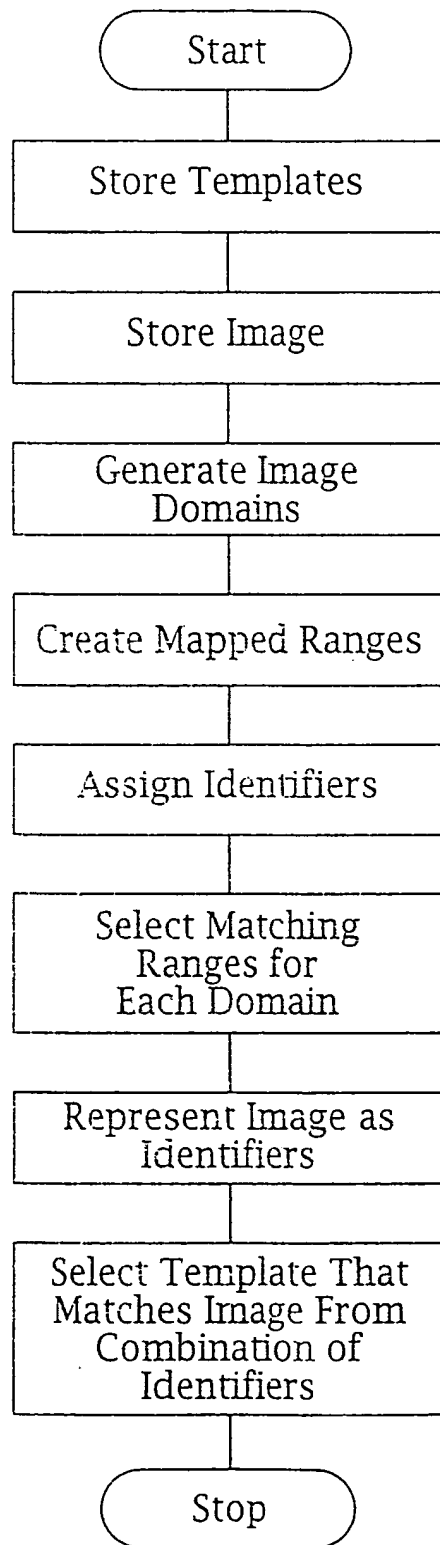 Start
Store Templates
Store Image
Generate Image
Domains
Create Mapped Ranges
Assign Identifiers
Select Matching
Ranges for
Each Domain
Represent Image as
Identifiers
Select Template That
Matches Image From
Combination of
Identifiers
Stop